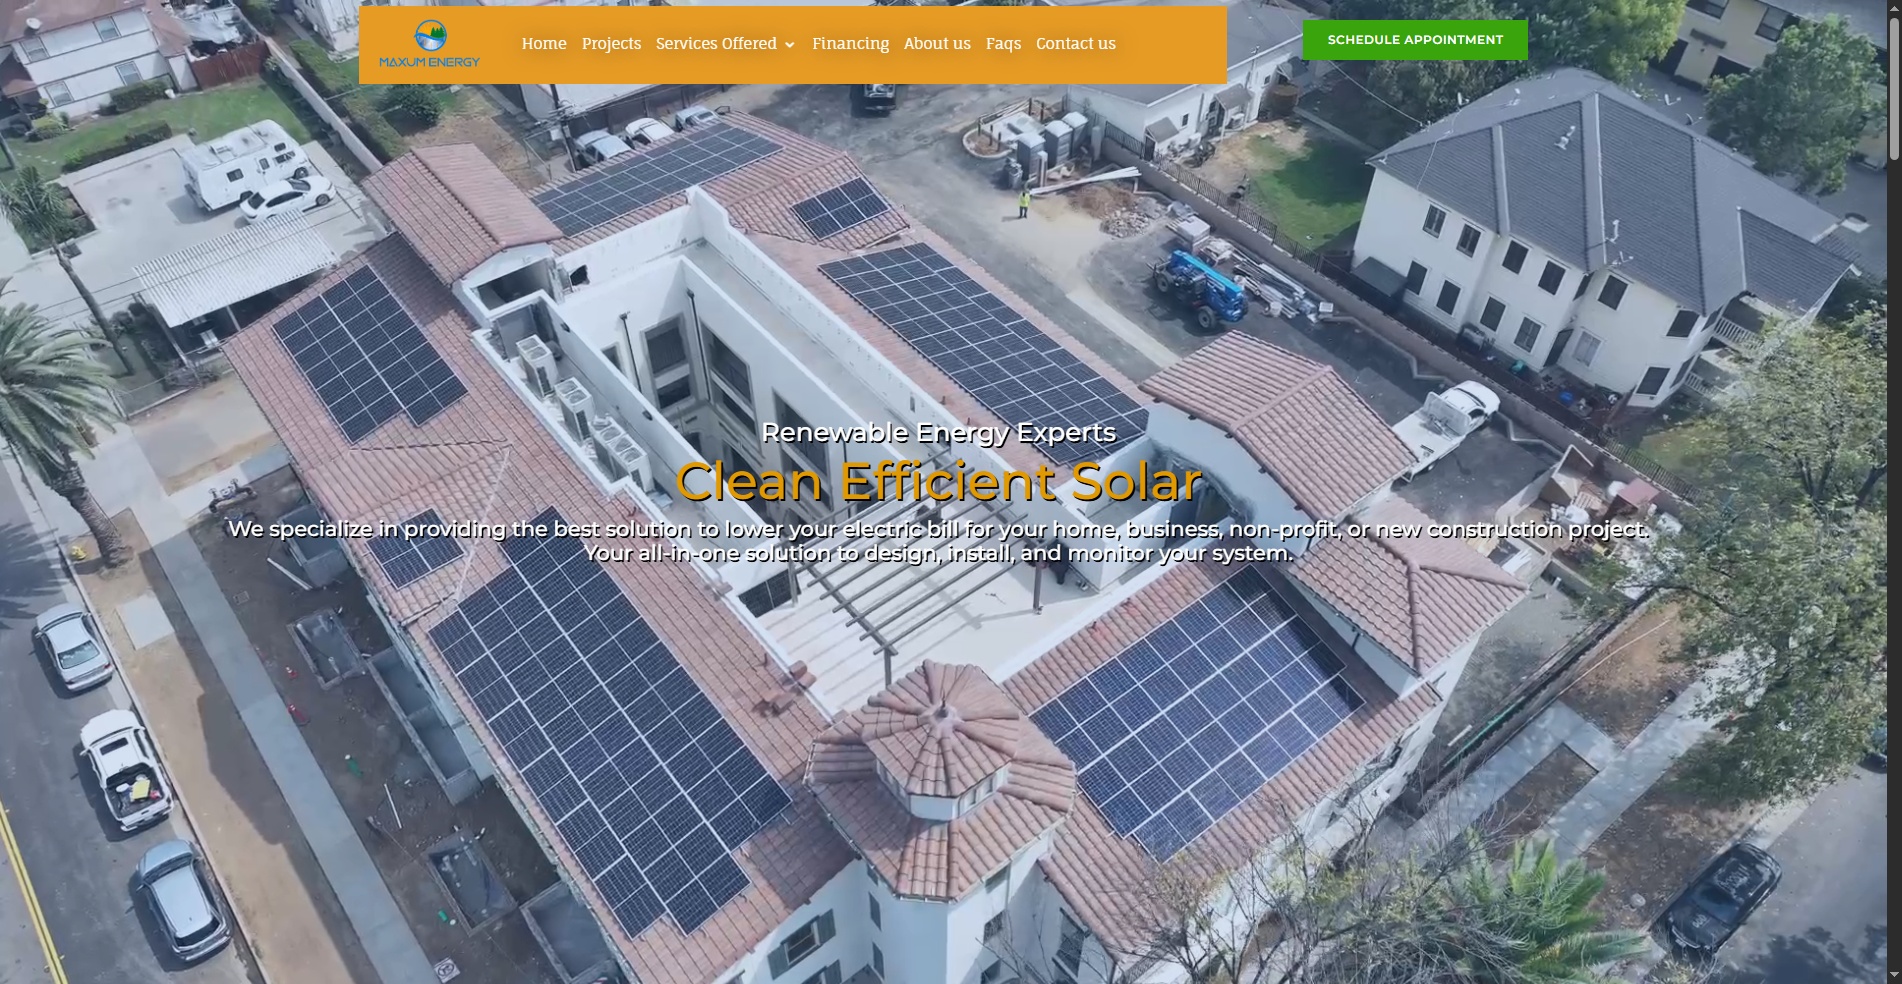 MAXUM ENERGY
Home Projects Services Offered Financing About us Faqs Contact us
SCHEDULE APPOINTMENT
Renewable Energy Experts
Clean Efficient Solar
We specialize in providing the best solution to lower your electric bill for your home, business, non-profit, or new construction project.
Your all-in-one solution to design, install, and monitor your system.